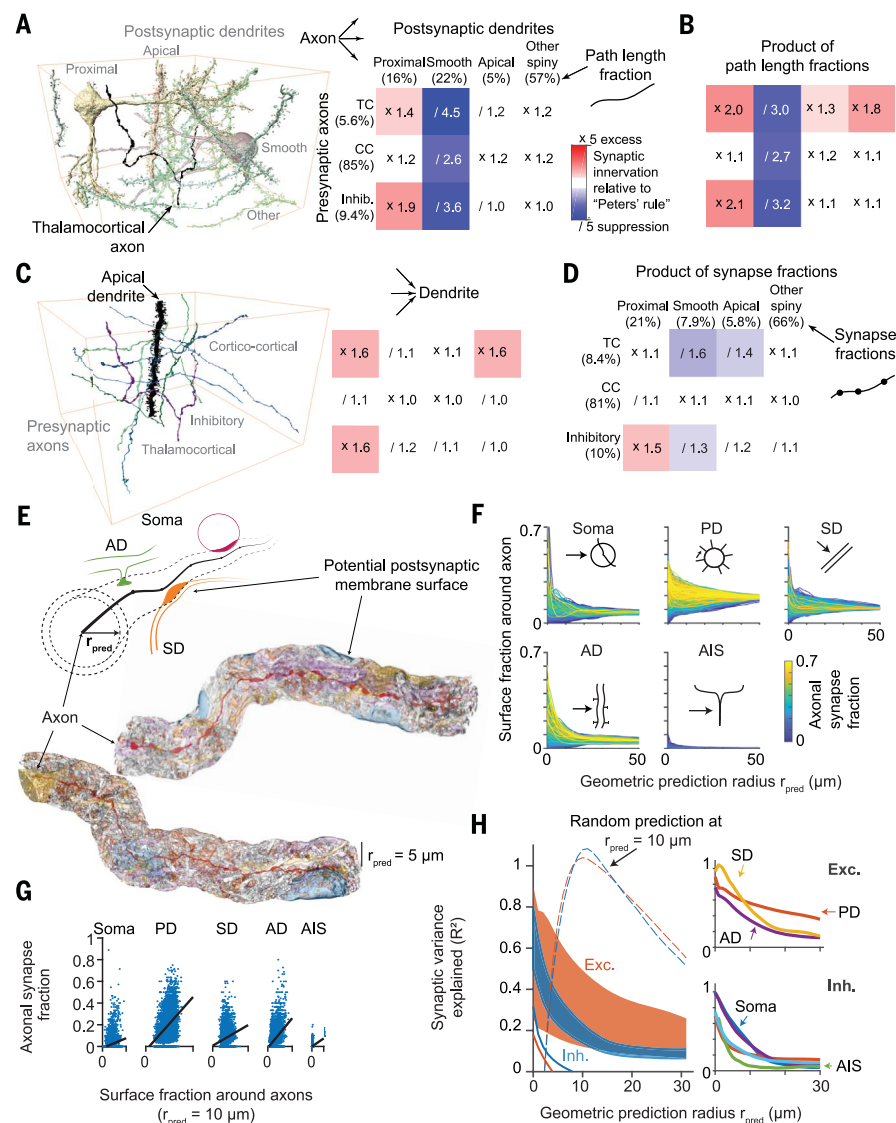 A
Postsynaptic dendrites
Apical
Proximal
Smooth
Other
Thalamocortical
axon
Axon
Postsynaptic dendrites
Proximal Smooth Apical Other
spiny
(16%) (22%) (5%) (57%)
Path length
fraction
Presynaptic axons
TC
(5.6%)
x 1.4 / 4.5 / 1.2 x 1.2
CC
(85%)
x 1.2 / 2.6 x 1.2 x 1.2
Inhib.
(9.4%)
x 1.9 / 3.6 / 1.0 x 1.0
x 5 excess
Synaptic
innervation
relative to
“Peters’ rule”
/ 5 suppression
B
Product of
path length fractions
x 2.0 / 3.0 x 1.3 x 1.8
x 1.1 / 2.7 x 1.2 x 1.1
x 2.1 / 3.2 x 1.1 x 1.1
C
Apical
dendrite
Cortico-cortical
Inhibitory
Thalamocortical
Presynaptic
axons
Dendrite
x 1.6 / 1.1 x 1.1 x 1.6
/ 1.1 x 1.0 x 1.0 / 1.0
x 1.6 / 1.2 / 1.1 / 1.0
D
Product of synapse fractions
Proximal Smooth Apical Other
spiny
(21%) (7.9%) (5.8%) (66%)
Synapse
fractions
TC
(8.4%)
x 1.1 / 1.6 / 1.4 x 1.1
CC
(81%)
/ 1.1 x 1.1 x 1.1 x 1.0
Inhibitory
(10%)
x 1.5 / 1.3 / 1.2 / 1.1
E
Soma
AD
SD
rpred
Potential postsynaptic
membrane surface
Axon
rpred = 5 µm
F
Surface fraction around axon
0.7
0
Soma
PD
SD
0.7
0
0 50
AD
0 50
AIS
0 50
0.7
0
Axonal
synapse
fraction
Geometric prediction radius rpred (µm)
G
Axonal synapse
fraction
Soma PD SD AD AIS
1
0.8
0.6
0.4
0.2
0
0 0 0 0 0
Surface fraction around axons
(rpred = 10 µm)
H
Random prediction at
rpred = 10 µm
Synaptic variance
explained (R²)
1
0.8
0.6
0.4
0.2
0
Exc.
Inh.
0 10 20 30
1
0
SD
PD
AD
Exc.
1
0
Soma
AIS
Inh.
0 30
Geometric prediction radius rpred (µm)